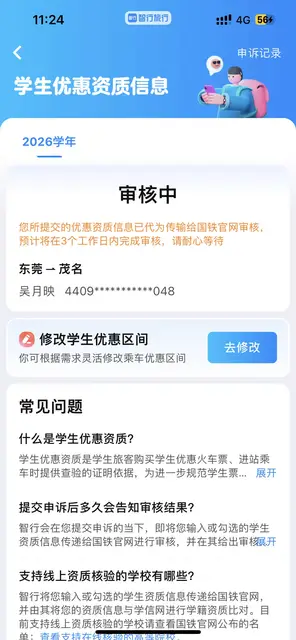 11:24
智行旅行
4G 56
申诉记录
学生优惠资质信息
2026学年
审核中
您所提交的优惠资质信息已代为传输给国铁官网审核，
预计将在3个工作日内完成审核，请耐心等待
东莞 ⇀ 茂名
吴月映 4409***********048
修改学生优惠区间
你可根据需求灵活修改乘车优惠区间
去修改
常见问题
什么是学生优惠资质?
学生优惠资质是学生旅客购买学生优惠火车票、进站乘
车时提供查验的证明依据，为进一步规范学生票... 展开
提交申诉后多久会告知审核结果?
智行会在您提交申诉的当下，即将您输入或勾选的学生
资质信息传递给国铁官网进行审核，并在其给出审核 展开
支持线上资质核验的学校有哪些?
智行将您输入或勾选的学生资质信息传递给国铁官网，
并由其将您的资质信息与学信网进行学籍资质比对。目
前支持线上资质核验的学校请查看国铁官网公布的名
单：查看支持在线核验的高等院校。